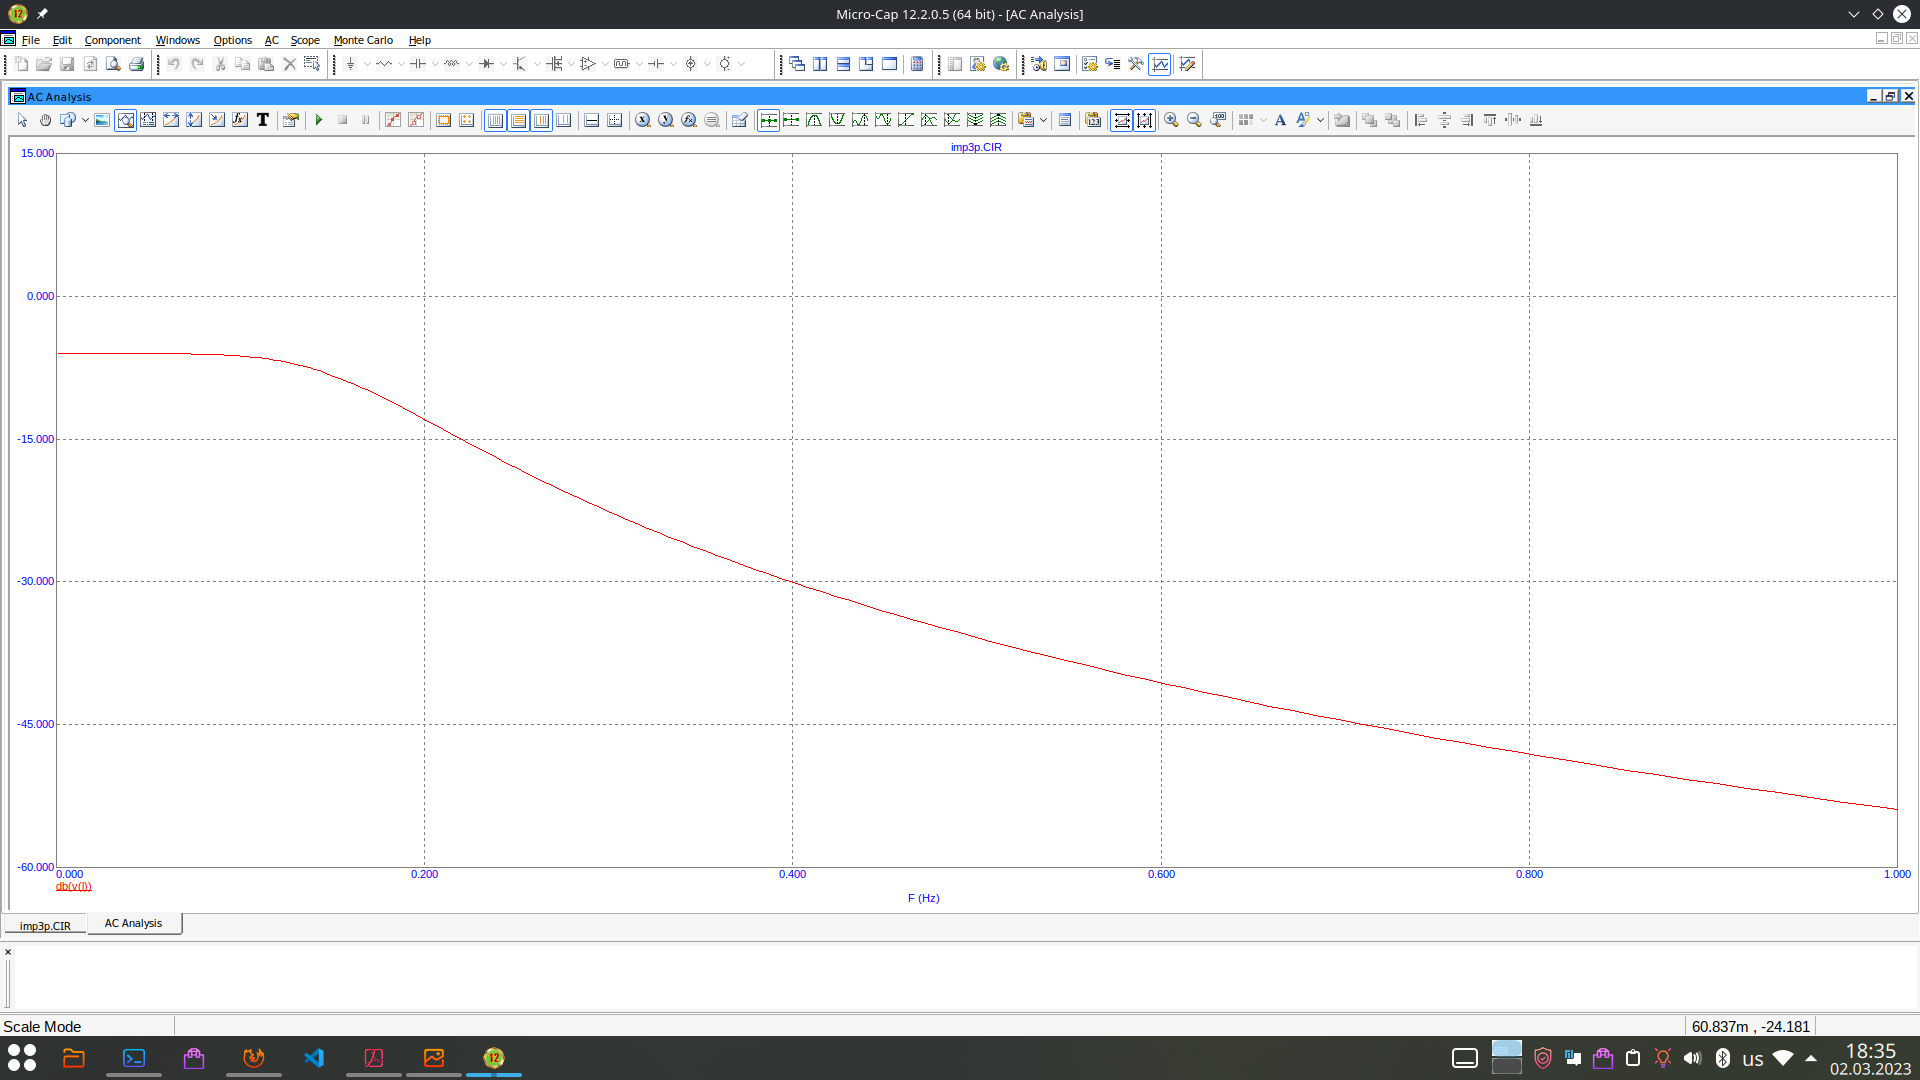 Micro-Cap 12.2.0.5 (64 bit) - [AC Analysis]
File Edit Component Windows Options AC Scope Monte Carlo Help
AC Analysis
imp3p.CIR
15.000
0.000
-15.000
-30.000
-45.000
-60.000
0.000 0.200 0.400 0.600 0.800 1.000
F (Hz)
imp3p.CIR AC Analysis
Scale Mode
60.837m , -24.181
us
18:35
02.03.2023